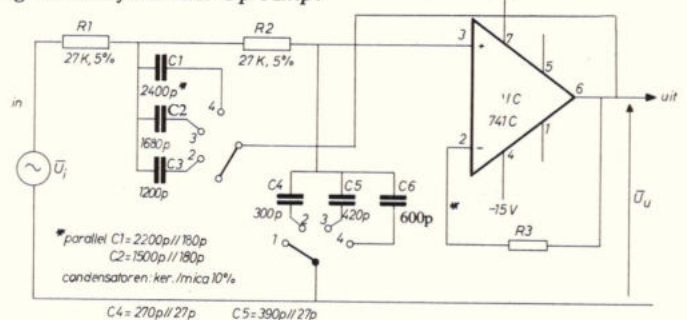 R1
27K, 5%
R2
27K, 5%
C1
2400p*
C2
1680p
C3
1200p
4
3
2
in
Ui
C4
300p
C5
420p
C6
600p
2
3
4
1
3
+
7
5
6
uit
IC
741C
1
2
−
4
*
-15V
R3
Uu
*parallel C1=2200p//180p
C2=1500p//180p
condensatoren: ker./mica 10%
C4=270p//27p C5=390p//27p